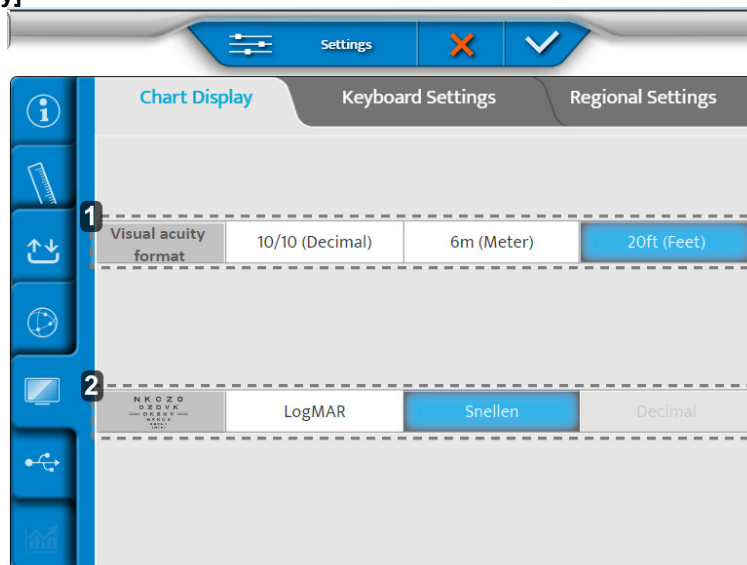 y]
Settings
Chart Display
Keyboard Settings
Regional Settings
1
Visual acuity
format
10/10 (Decimal)
6m (Meter)
20ft (Feet)
2
N K C Z O
O Z D V K
LogMAR
Snellen
Decimal